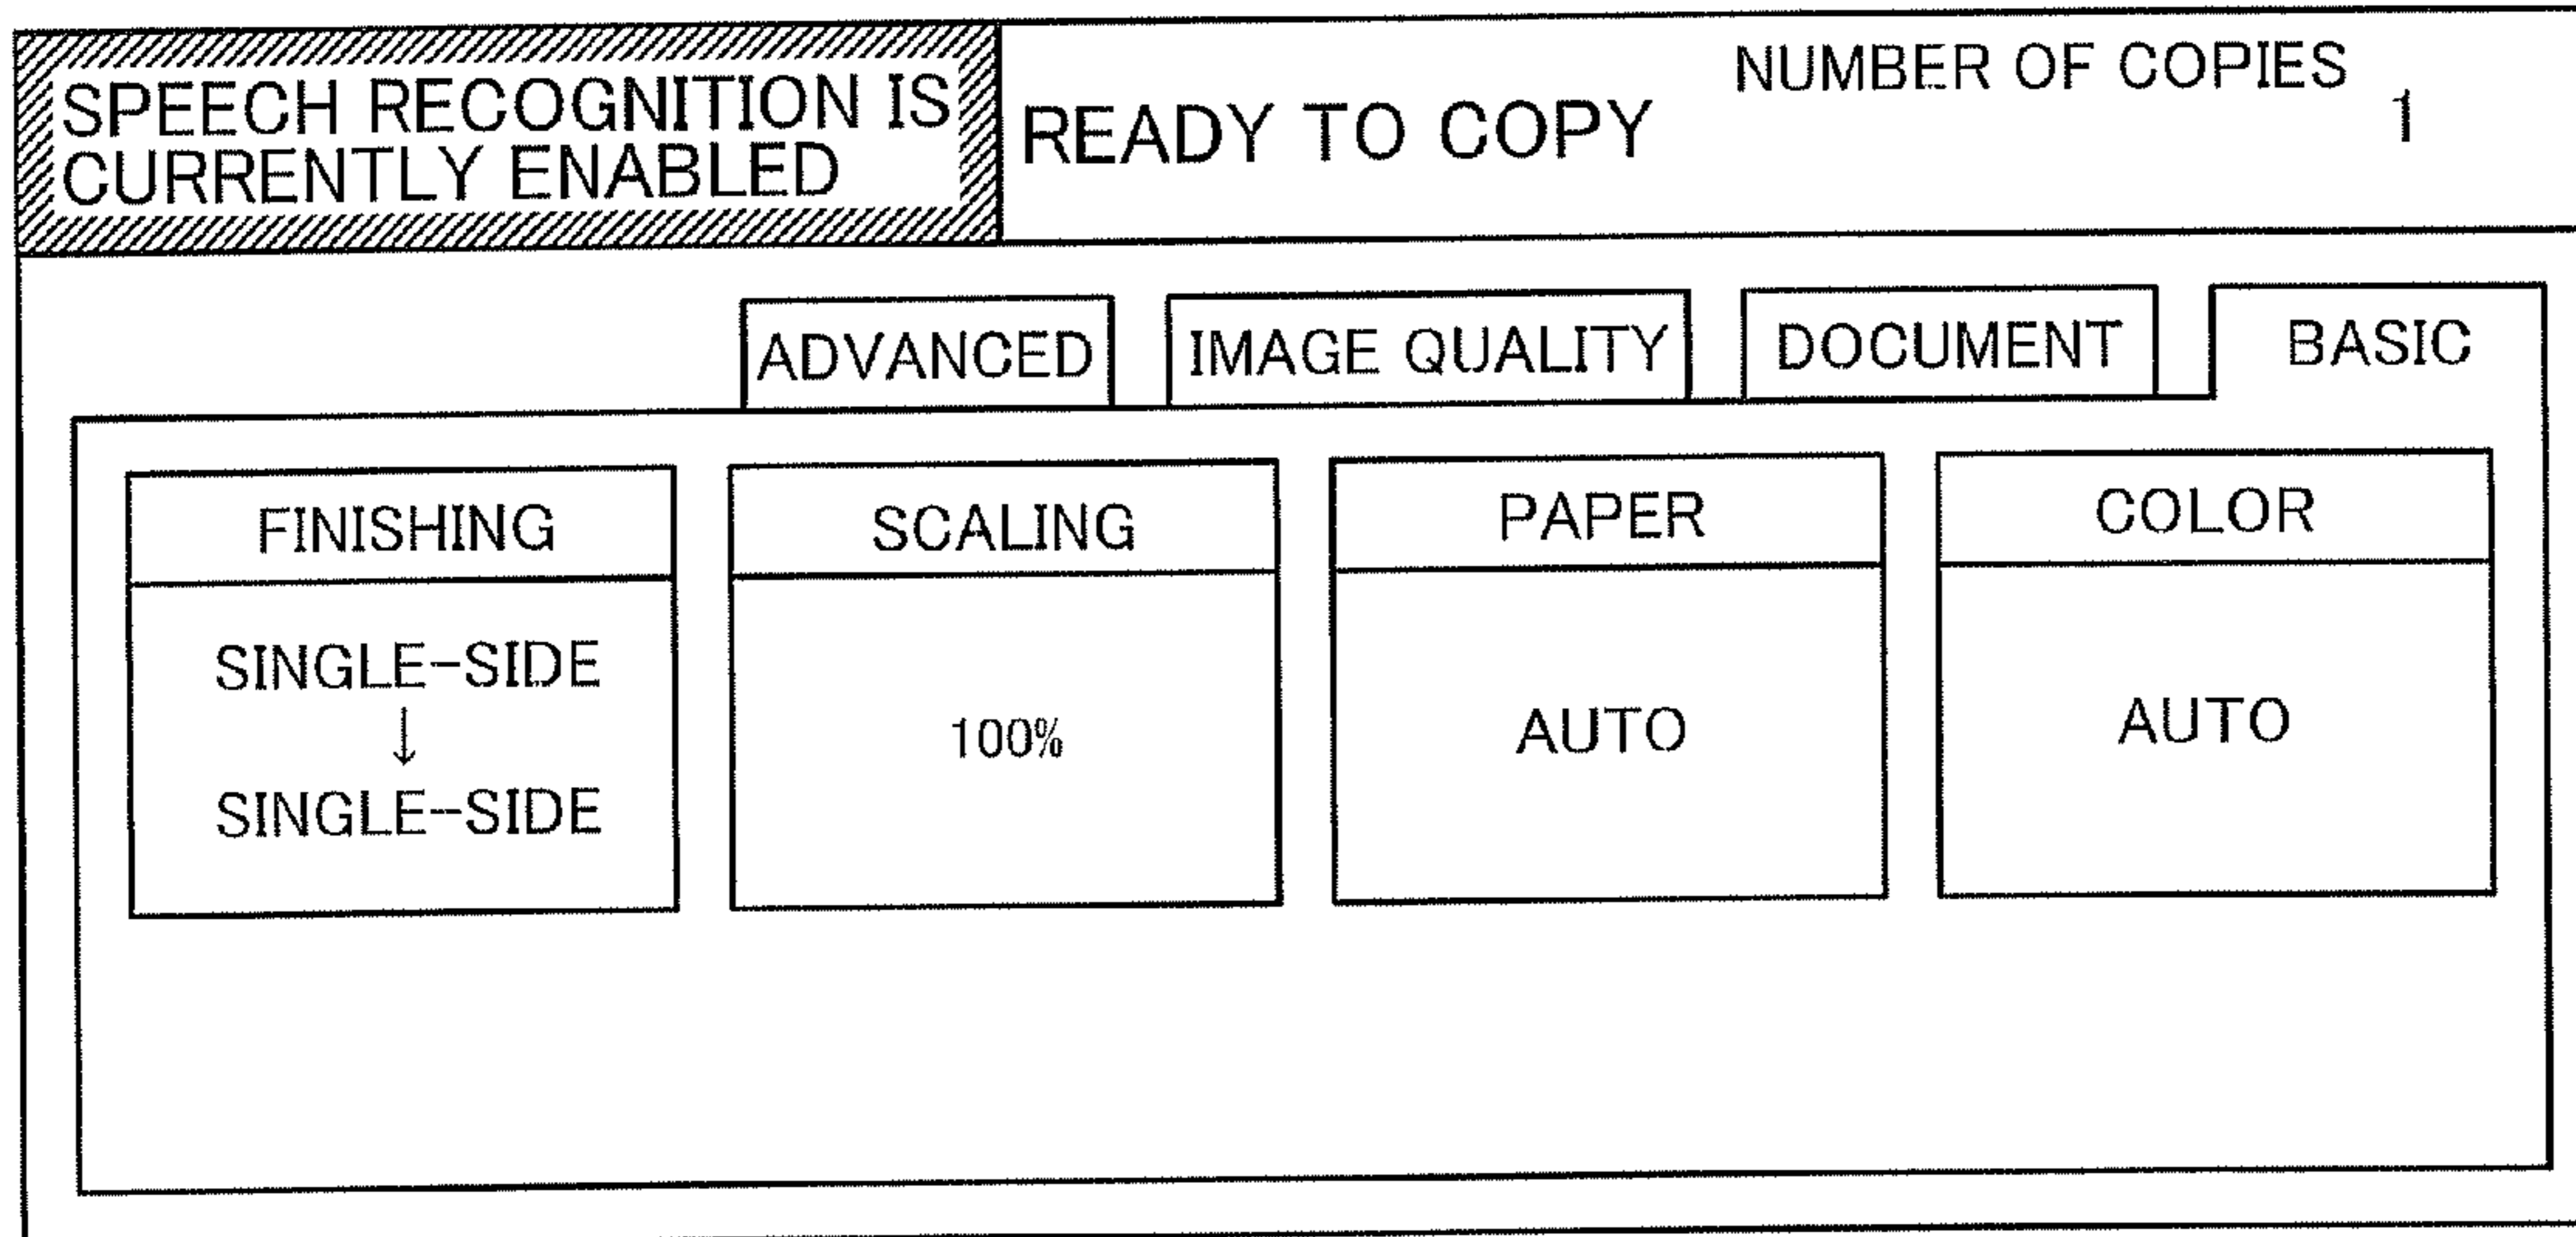 SPEECH RECOGNITION IS
CURRENTLY ENABLED
READY TO COPY
NUMBER OF COPIES
1
ADVANCED
IMAGE QUALITY
DOCUMENT
BASIC
FINISHING
SINGLE-SIDE
↓
SINGLE-SIDE
SCALING
100%
PAPER
AUTO
COLOR
AUTO